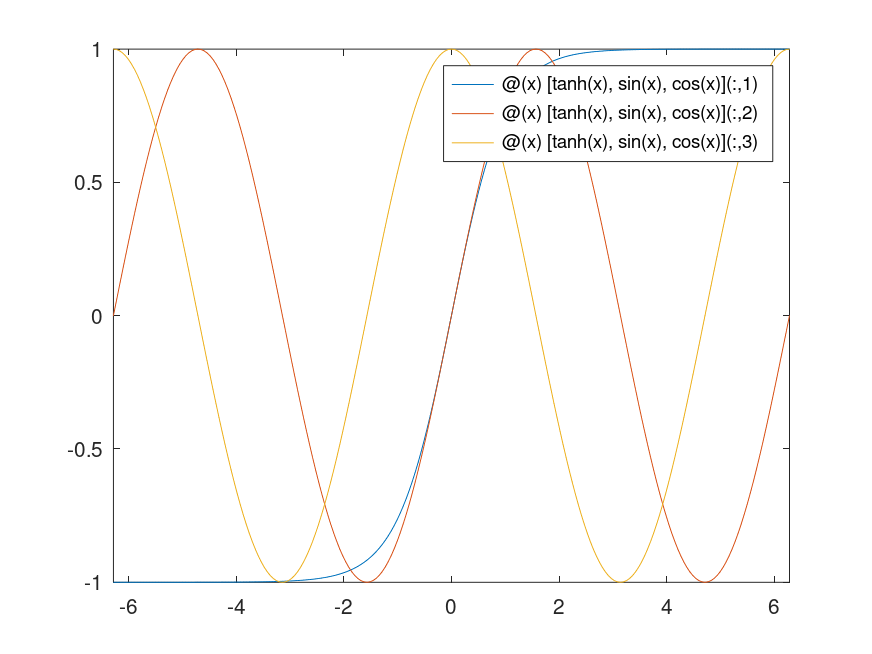 1
0.5
0
-0.5
-1
@(x) [tanh(x), sin(x), cos(x)](:,1)
@(x) [tanh(x), sin(x), cos(x)](:,2)
@(x) [tanh(x), sin(x), cos(x)](:,3)
-6 -4 -2 0 2 4 6